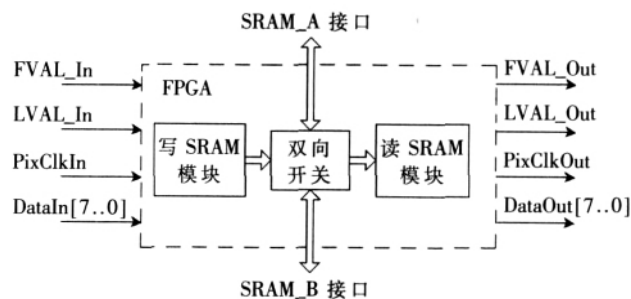 SRAM_A 接口
FVAL_In
LVAL_In
PixClkIn
DataIn[7..0]
FPGA
写 SRAM
模块
双向
开关
读 SRAM
模块
FVAL_Out
LVAL_Out
PixClkOut
DataOut[7..0]
SRAM_B 接口